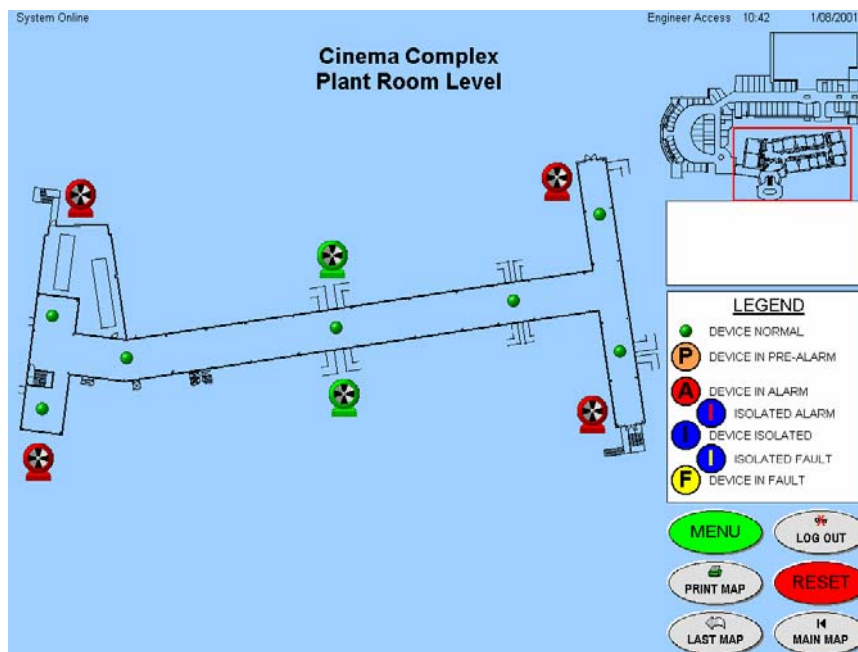 System Online
Engineer Access 10:42 1/08/2001
Cinema Complex
Plant Room Level
LEGEND
DEVICE NORMAL
P DEVICE IN PRE-ALARM
A DEVICE IN ALARM
I ISOLATED ALARM
I DEVICE ISOLATED
I ISOLATED FAULT
F DEVICE IN FAULT
MENU
LOG OUT
PRINT MAP
RESET
LAST MAP
MAIN MAP